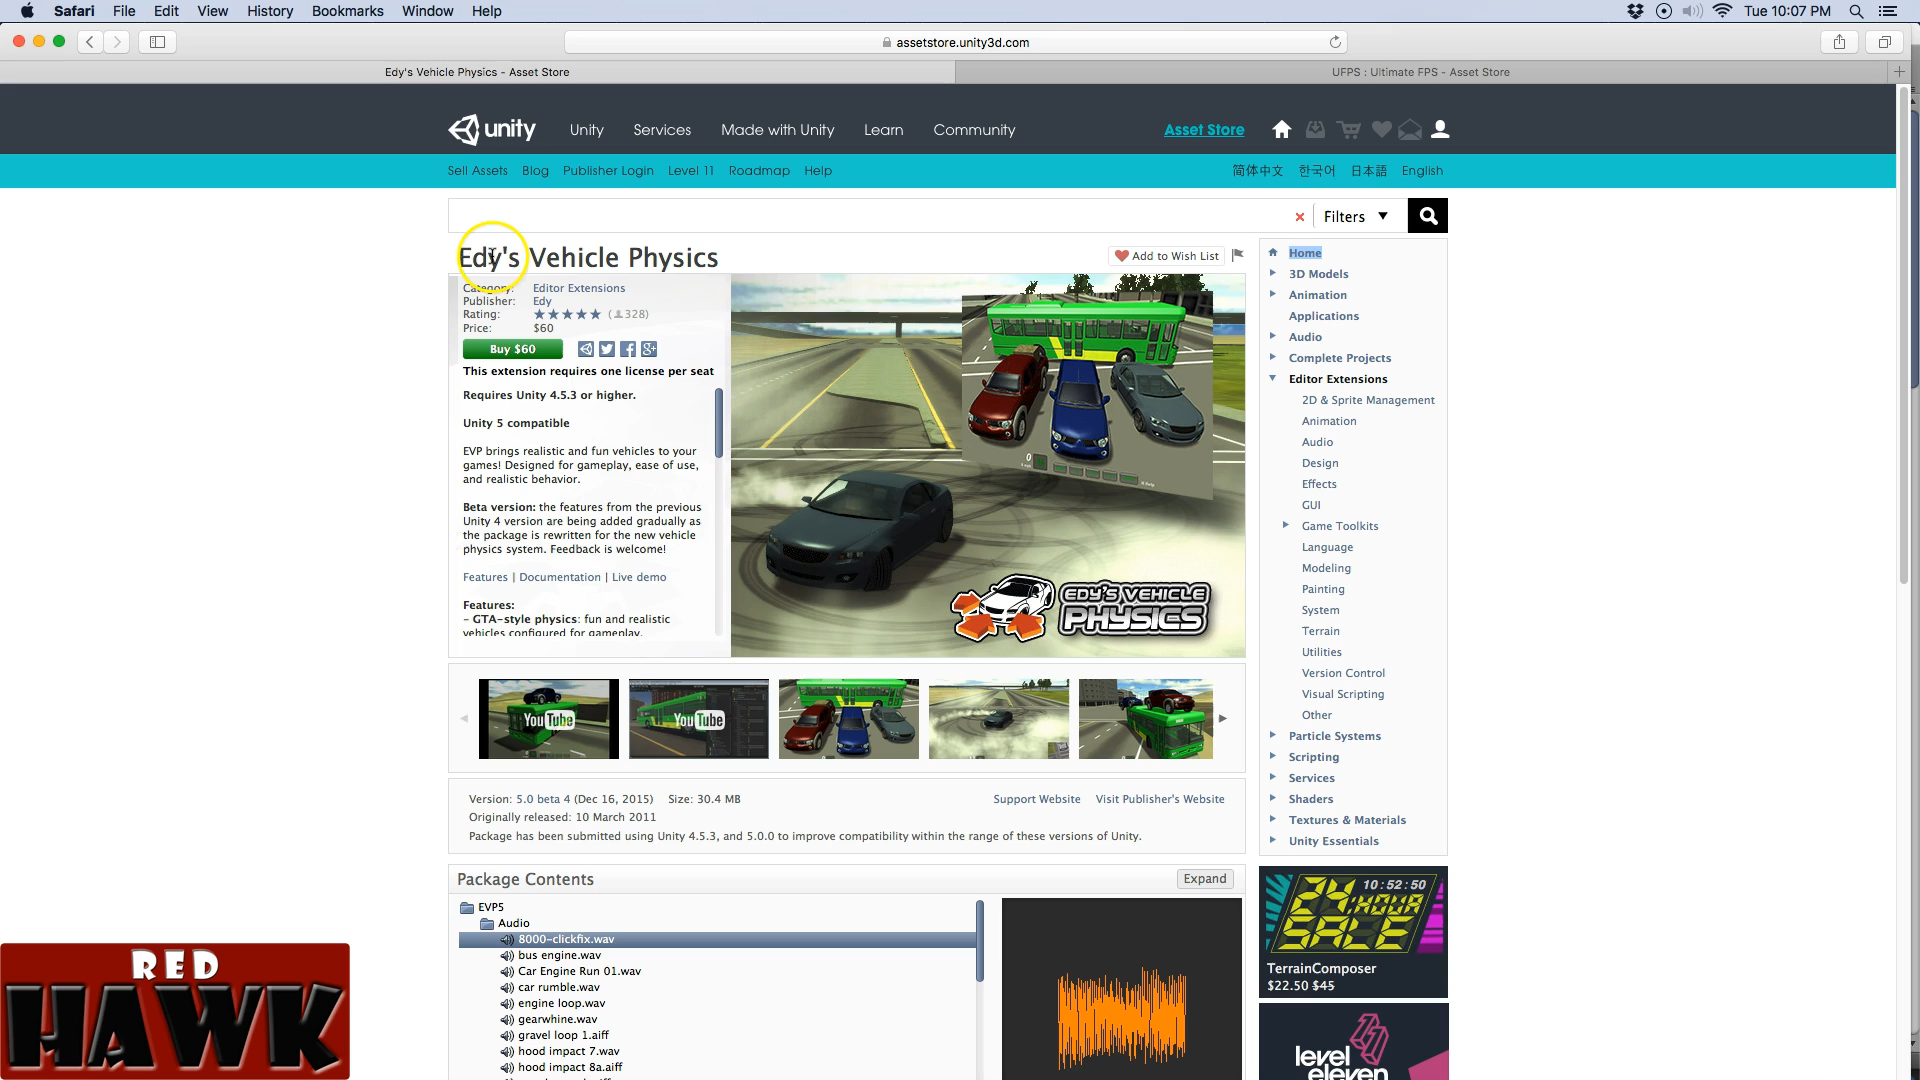 Safari File Edit View History Bookmarks Window Help
Tue 10:07 PM
assetstore.unity3d.com
Edy's Vehicle Physics - Asset Store
UFPS : Ultimate FPS - Asset Store
unity
Unity Services Made with Unity Learn Community
Asset Store
Sell Assets Blog Publisher Login Level 11 Roadmap Help
简体中文 한국어 日本語 English
Filters
Edy's Vehicle Physics
Add to Wish List
Category: Editor Extensions
Publisher: Edy
Rating: (328)
Price: $60
Buy $60
This extension requires one license per seat
Requires Unity 4.5.3 or higher.
Unity 5 compatible
EVP brings realistic and fun vehicles to your
games! Designed for gameplay, ease of use,
and realistic behavior.
Beta version: the features from the previous
Unity 4 version are being added gradually as
the package is rewritten for the new vehicle
physics system. Feedback is welcome!
Features | Documentation | Live demo
Features:
- GTA-style physics: fun and realistic
vehicles configured for gameplay.
EDY'S VEHICLE
PHYSICS
YouTube
YouTube
Version: 5.0 beta 4 (Dec 16, 2015) Size: 30.4 MB
Support Website Visit Publisher's Website
Originally released: 10 March 2011
Package has been submitted using Unity 4.5.3, and 5.0.0 to improve compatibility within the range of these versions of Unity.
Package Contents
Expand
EVP5
Audio
8000-clickfix.wav
bus engine.wav
Car Engine Run 01.wav
car rumble.wav
engine loop.wav
gearwhine.wav
gravel loop 1.aiff
hood impact 7.wav
hood impact 8a.aiff
Home
3D Models
Animation
Applications
Audio
Complete Projects
Editor Extensions
2D & Sprite Management
Animation
Audio
Design
Effects
GUI
Game Toolkits
Language
Modeling
Painting
System
Terrain
Utilities
Version Control
Visual Scripting
Other
Particle Systems
Scripting
Services
Shaders
Textures & Materials
Unity Essentials
10:52:50
24 HOUR
SALE
TerrainComposer
$22.50 $45
level
eleven
RED
HAWK